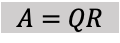 A = QR